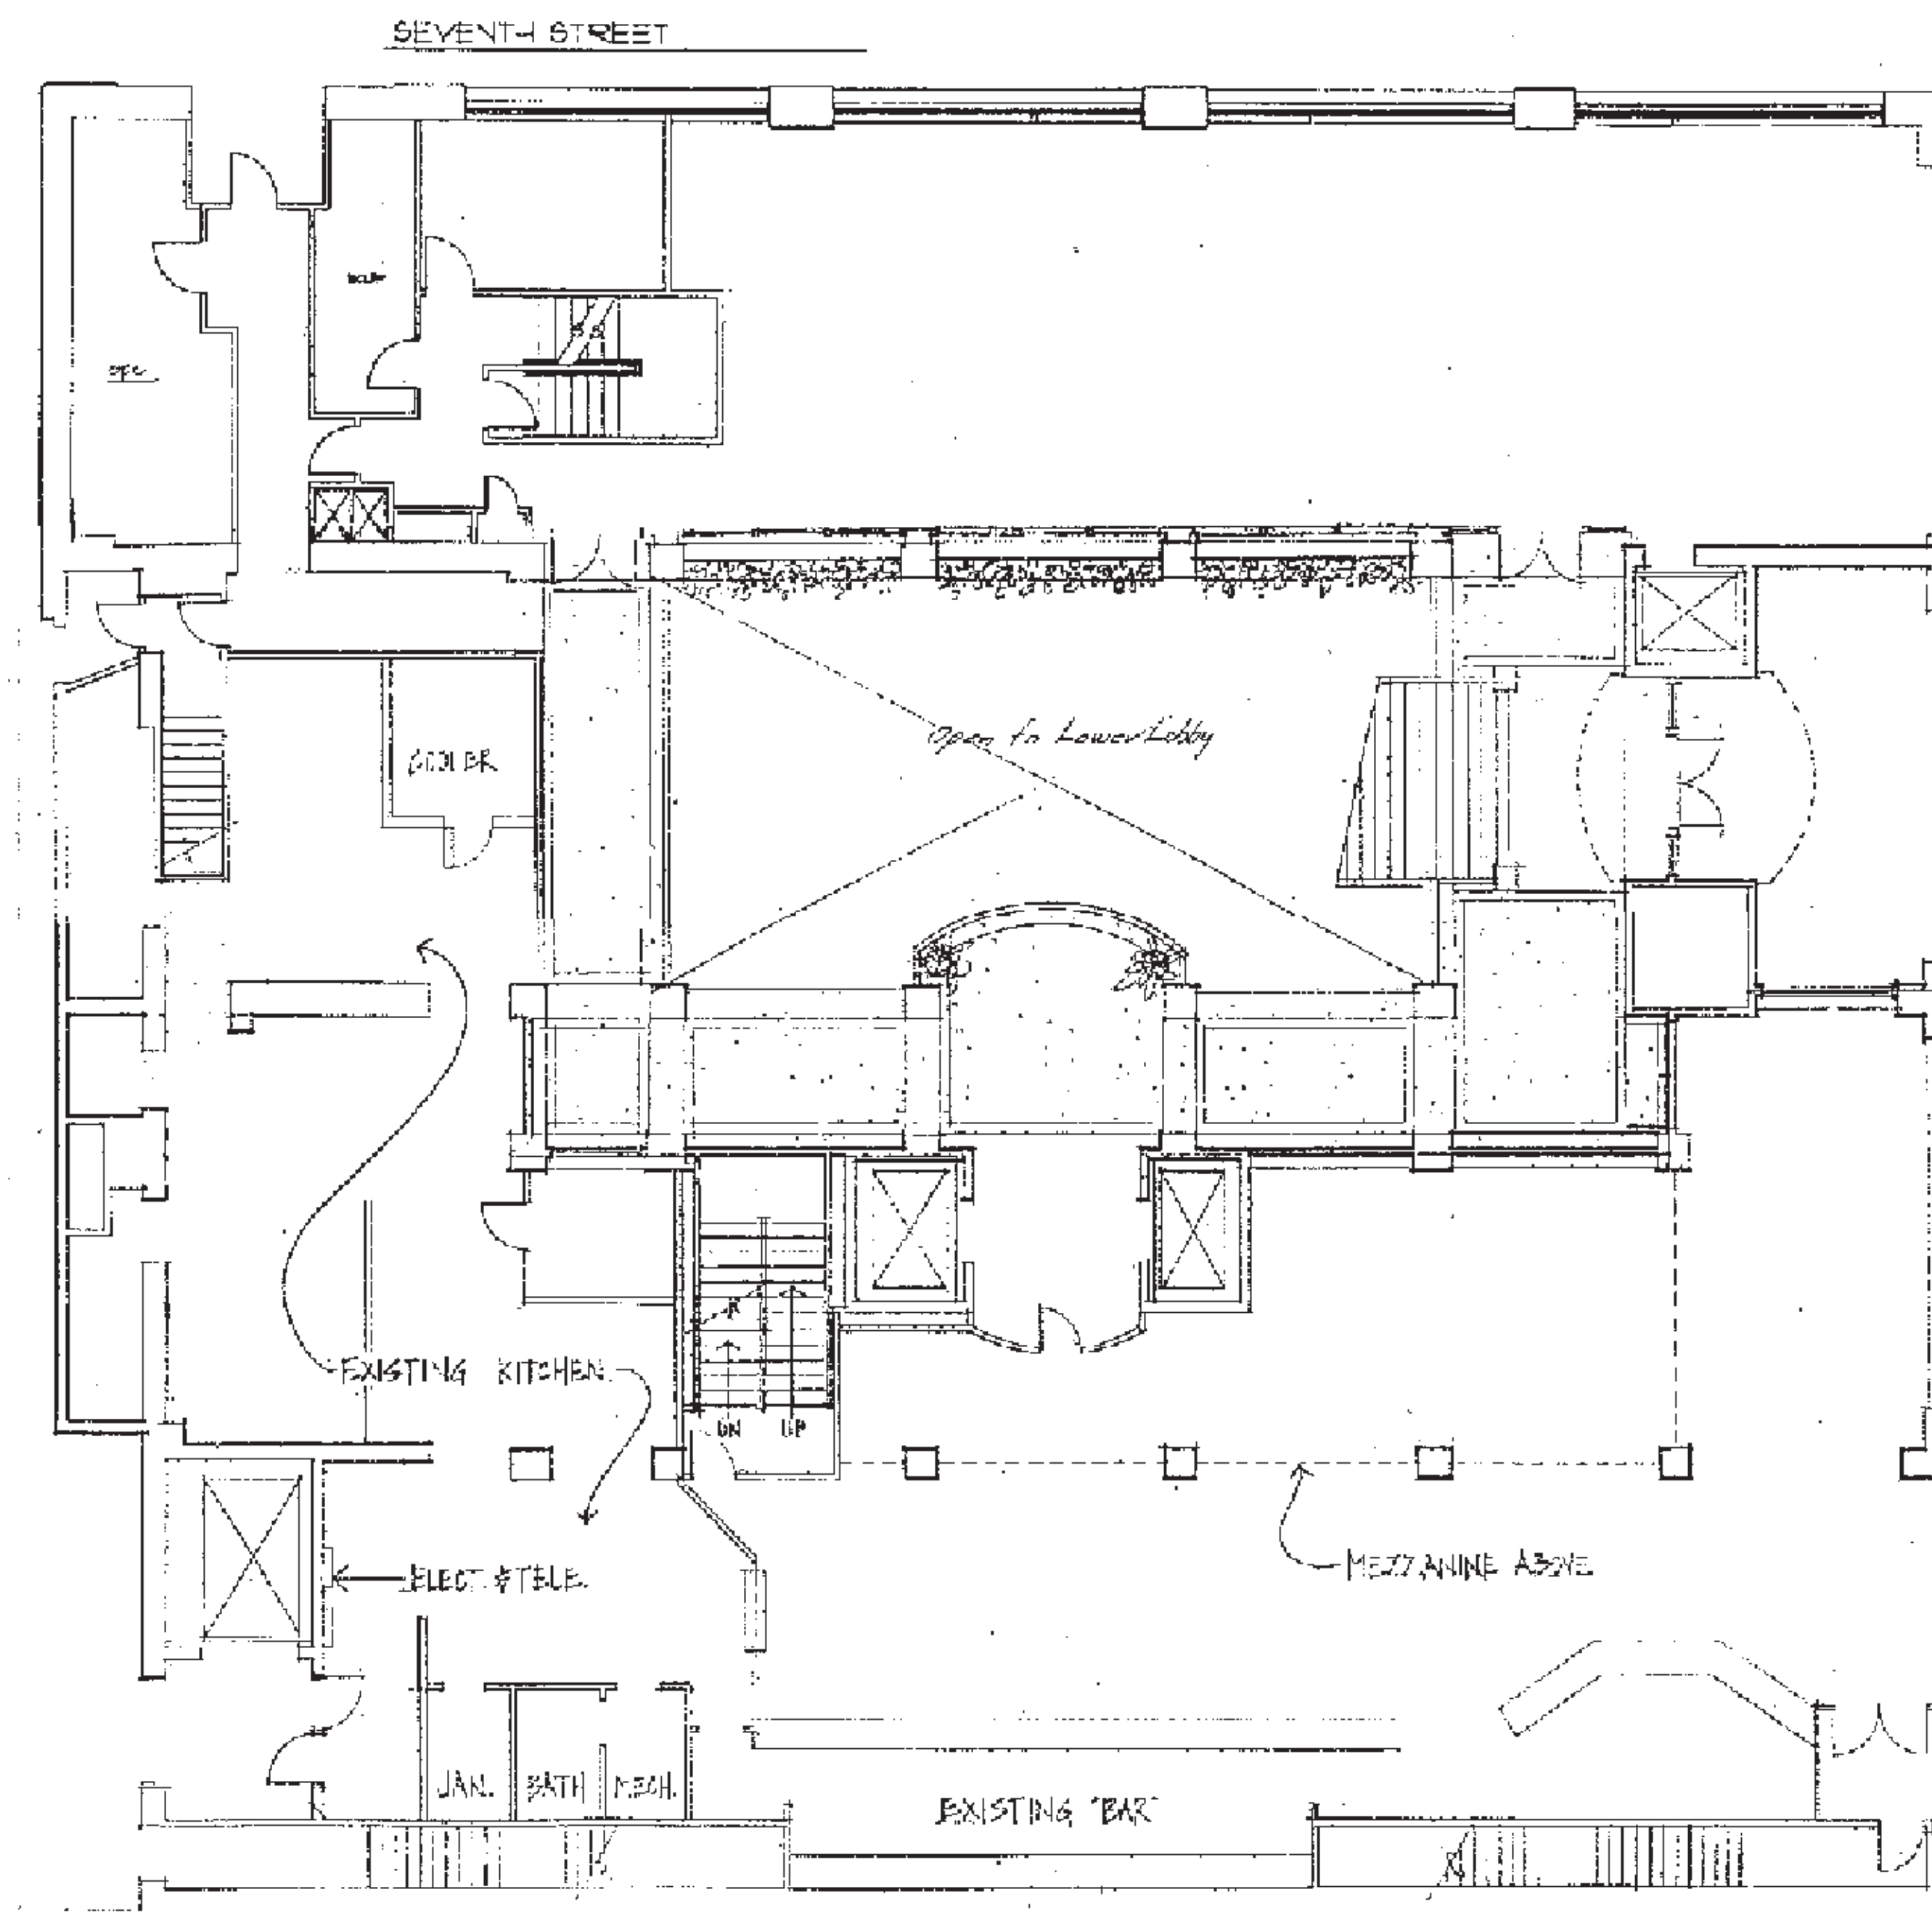 SEVENTH STREET
Open to Lower Lobby
COOLER
EXISTING KITCHEN
DN UP
ELECT. & TELE.
MEZZANINE ABOVE
JAN. BATH MECH.
EXISTING "BAR"